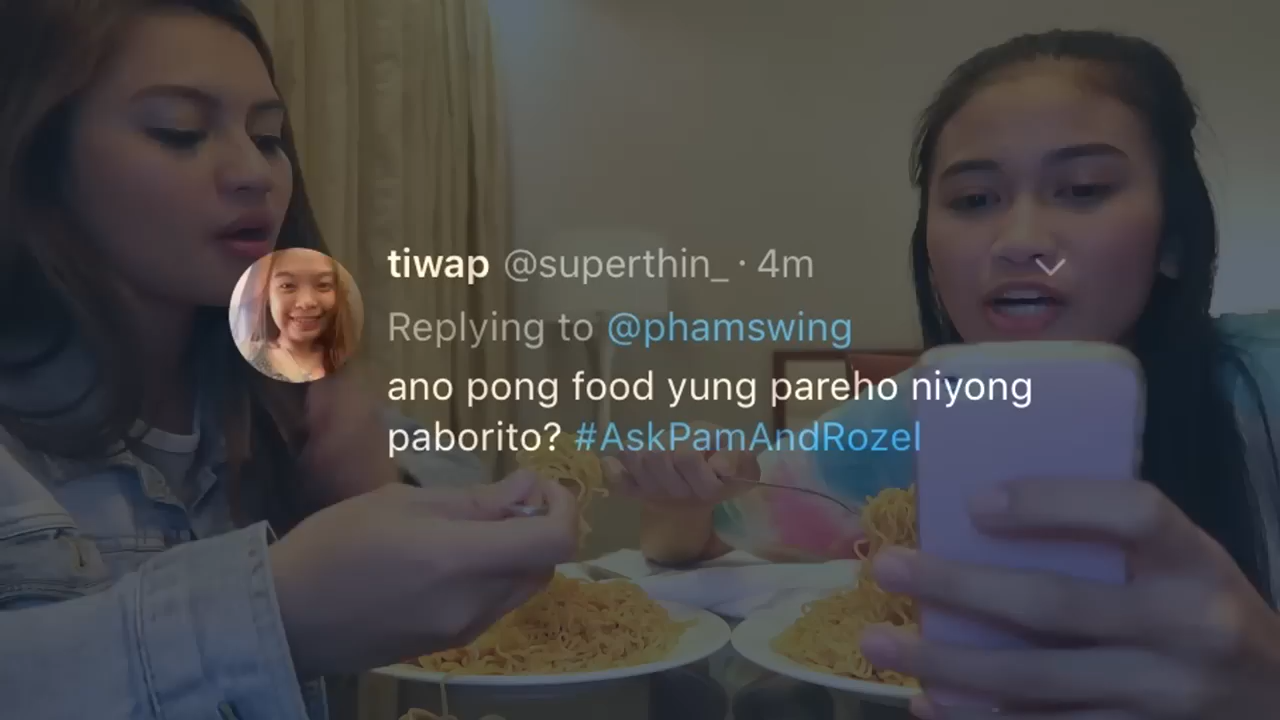 tiwap @superthin_ · 4m
Replying to @phamswing
ano pong food yung pareho niyong
paborito? #AskPamAndRozel